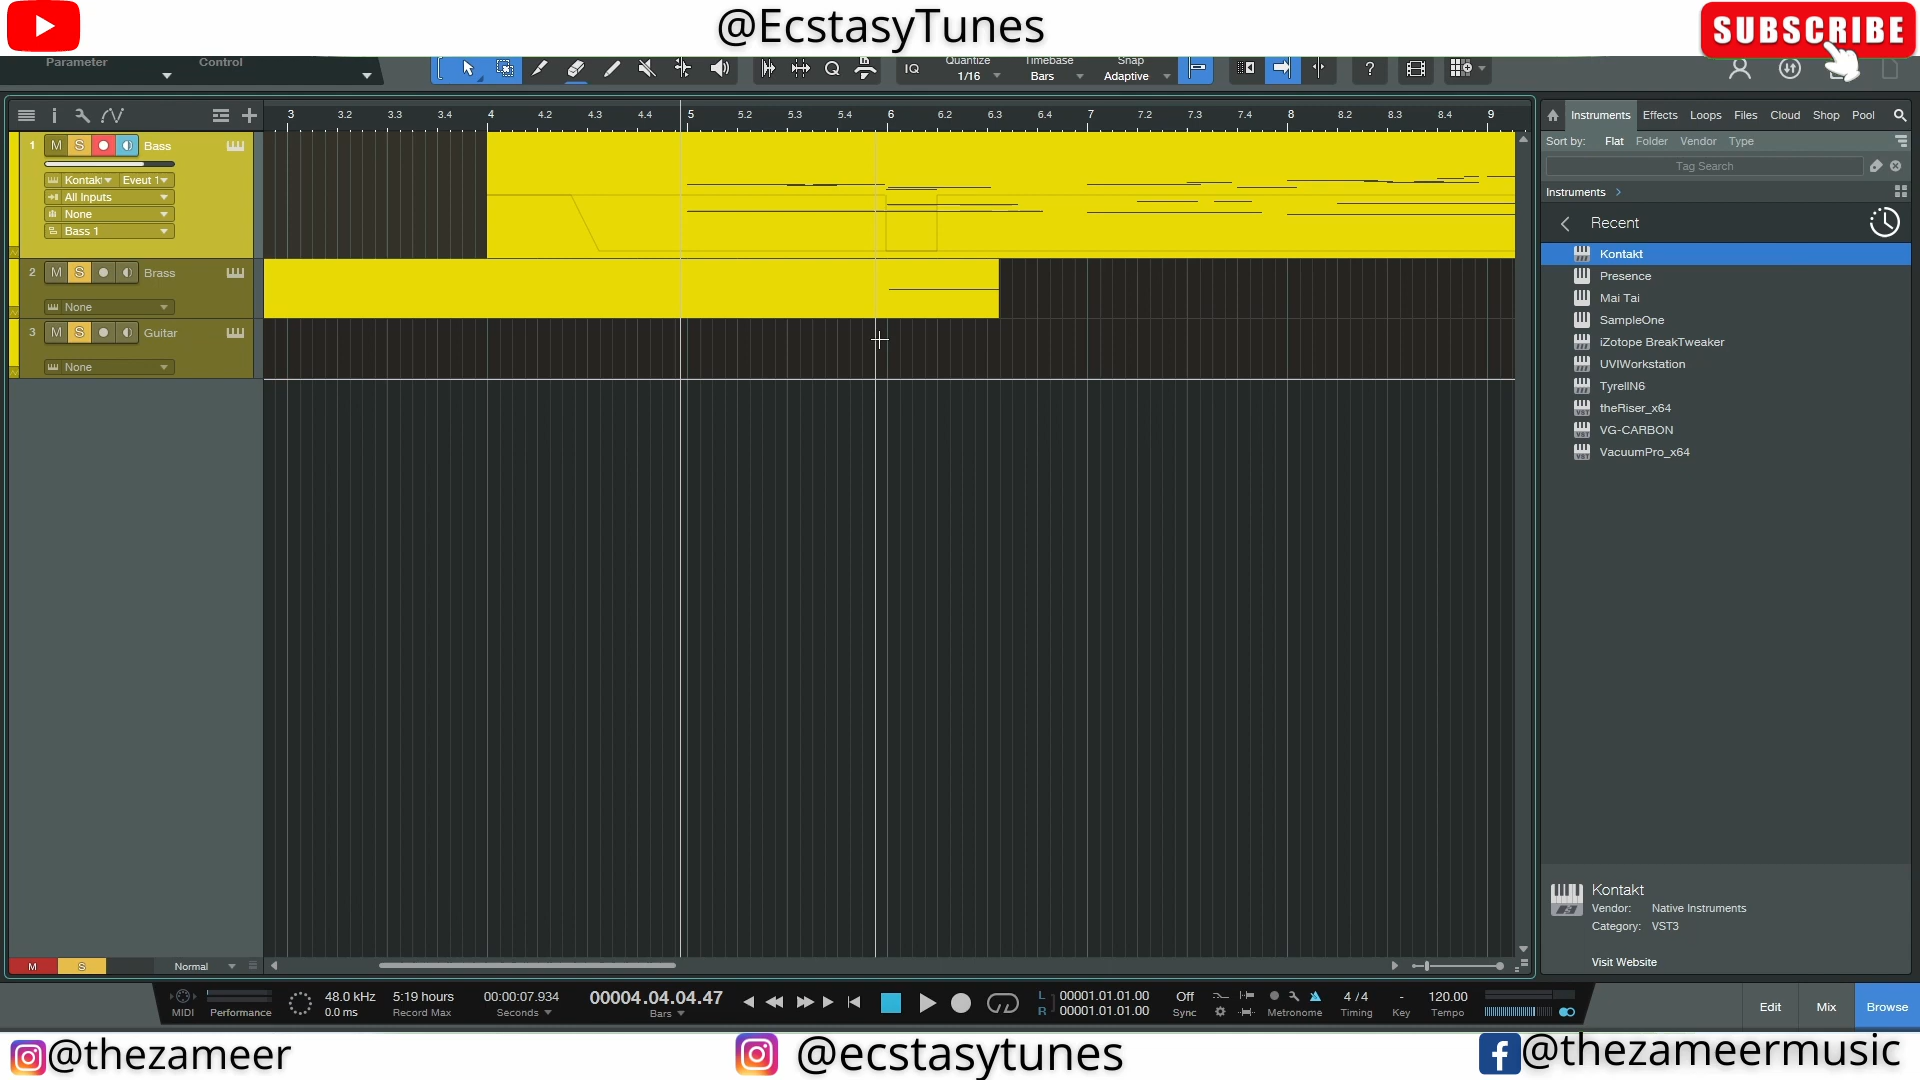 @EcstasyTunes
SUBSCRIBE
Parameter Control
Quantize 1/16
Timebase Bars
Snap Adaptive
IQ
?
3 3.2 3.3 3.4 4 4.2 4.3 4.4 5 5.2 5.3 5.4 6 6.2 6.3 6.4 7 7.2 7.3 7.4 8 8.2 8.3 8.4 9
1 M S Bass
Kontakt Eveut 1
All Inputs
None
Bass 1
2 M S Brass
None
3 M S Guitar
None
M S Normal
Instruments Effects Loops Files Cloud Shop Pool
Sort by: Flat Folder Vendor Type
Tag Search
Instruments
Recent
Kontakt
Presence
Mai Tai
SampleOne
iZotope BreakTweaker
UVIWorkstation
TyrellN6
theRiser_x64
VG-CARBON
VacuumPro_x64
Kontakt
Vendor: Native Instruments
Category: VST3
Visit Website
MIDI
Performance
48.0 kHz
0.0 ms
5:19 hours
Record Max
00:00:07.934
Seconds
00004.04.04.47
Bars
L 00001.01.01.00
R 00001.01.01.00
Off
Sync
Metronome
4 / 4
Timing
-
Key
120.00
Tempo
Edit Mix Browse
@thezameer
@ecstasytunes
@thezameermusic